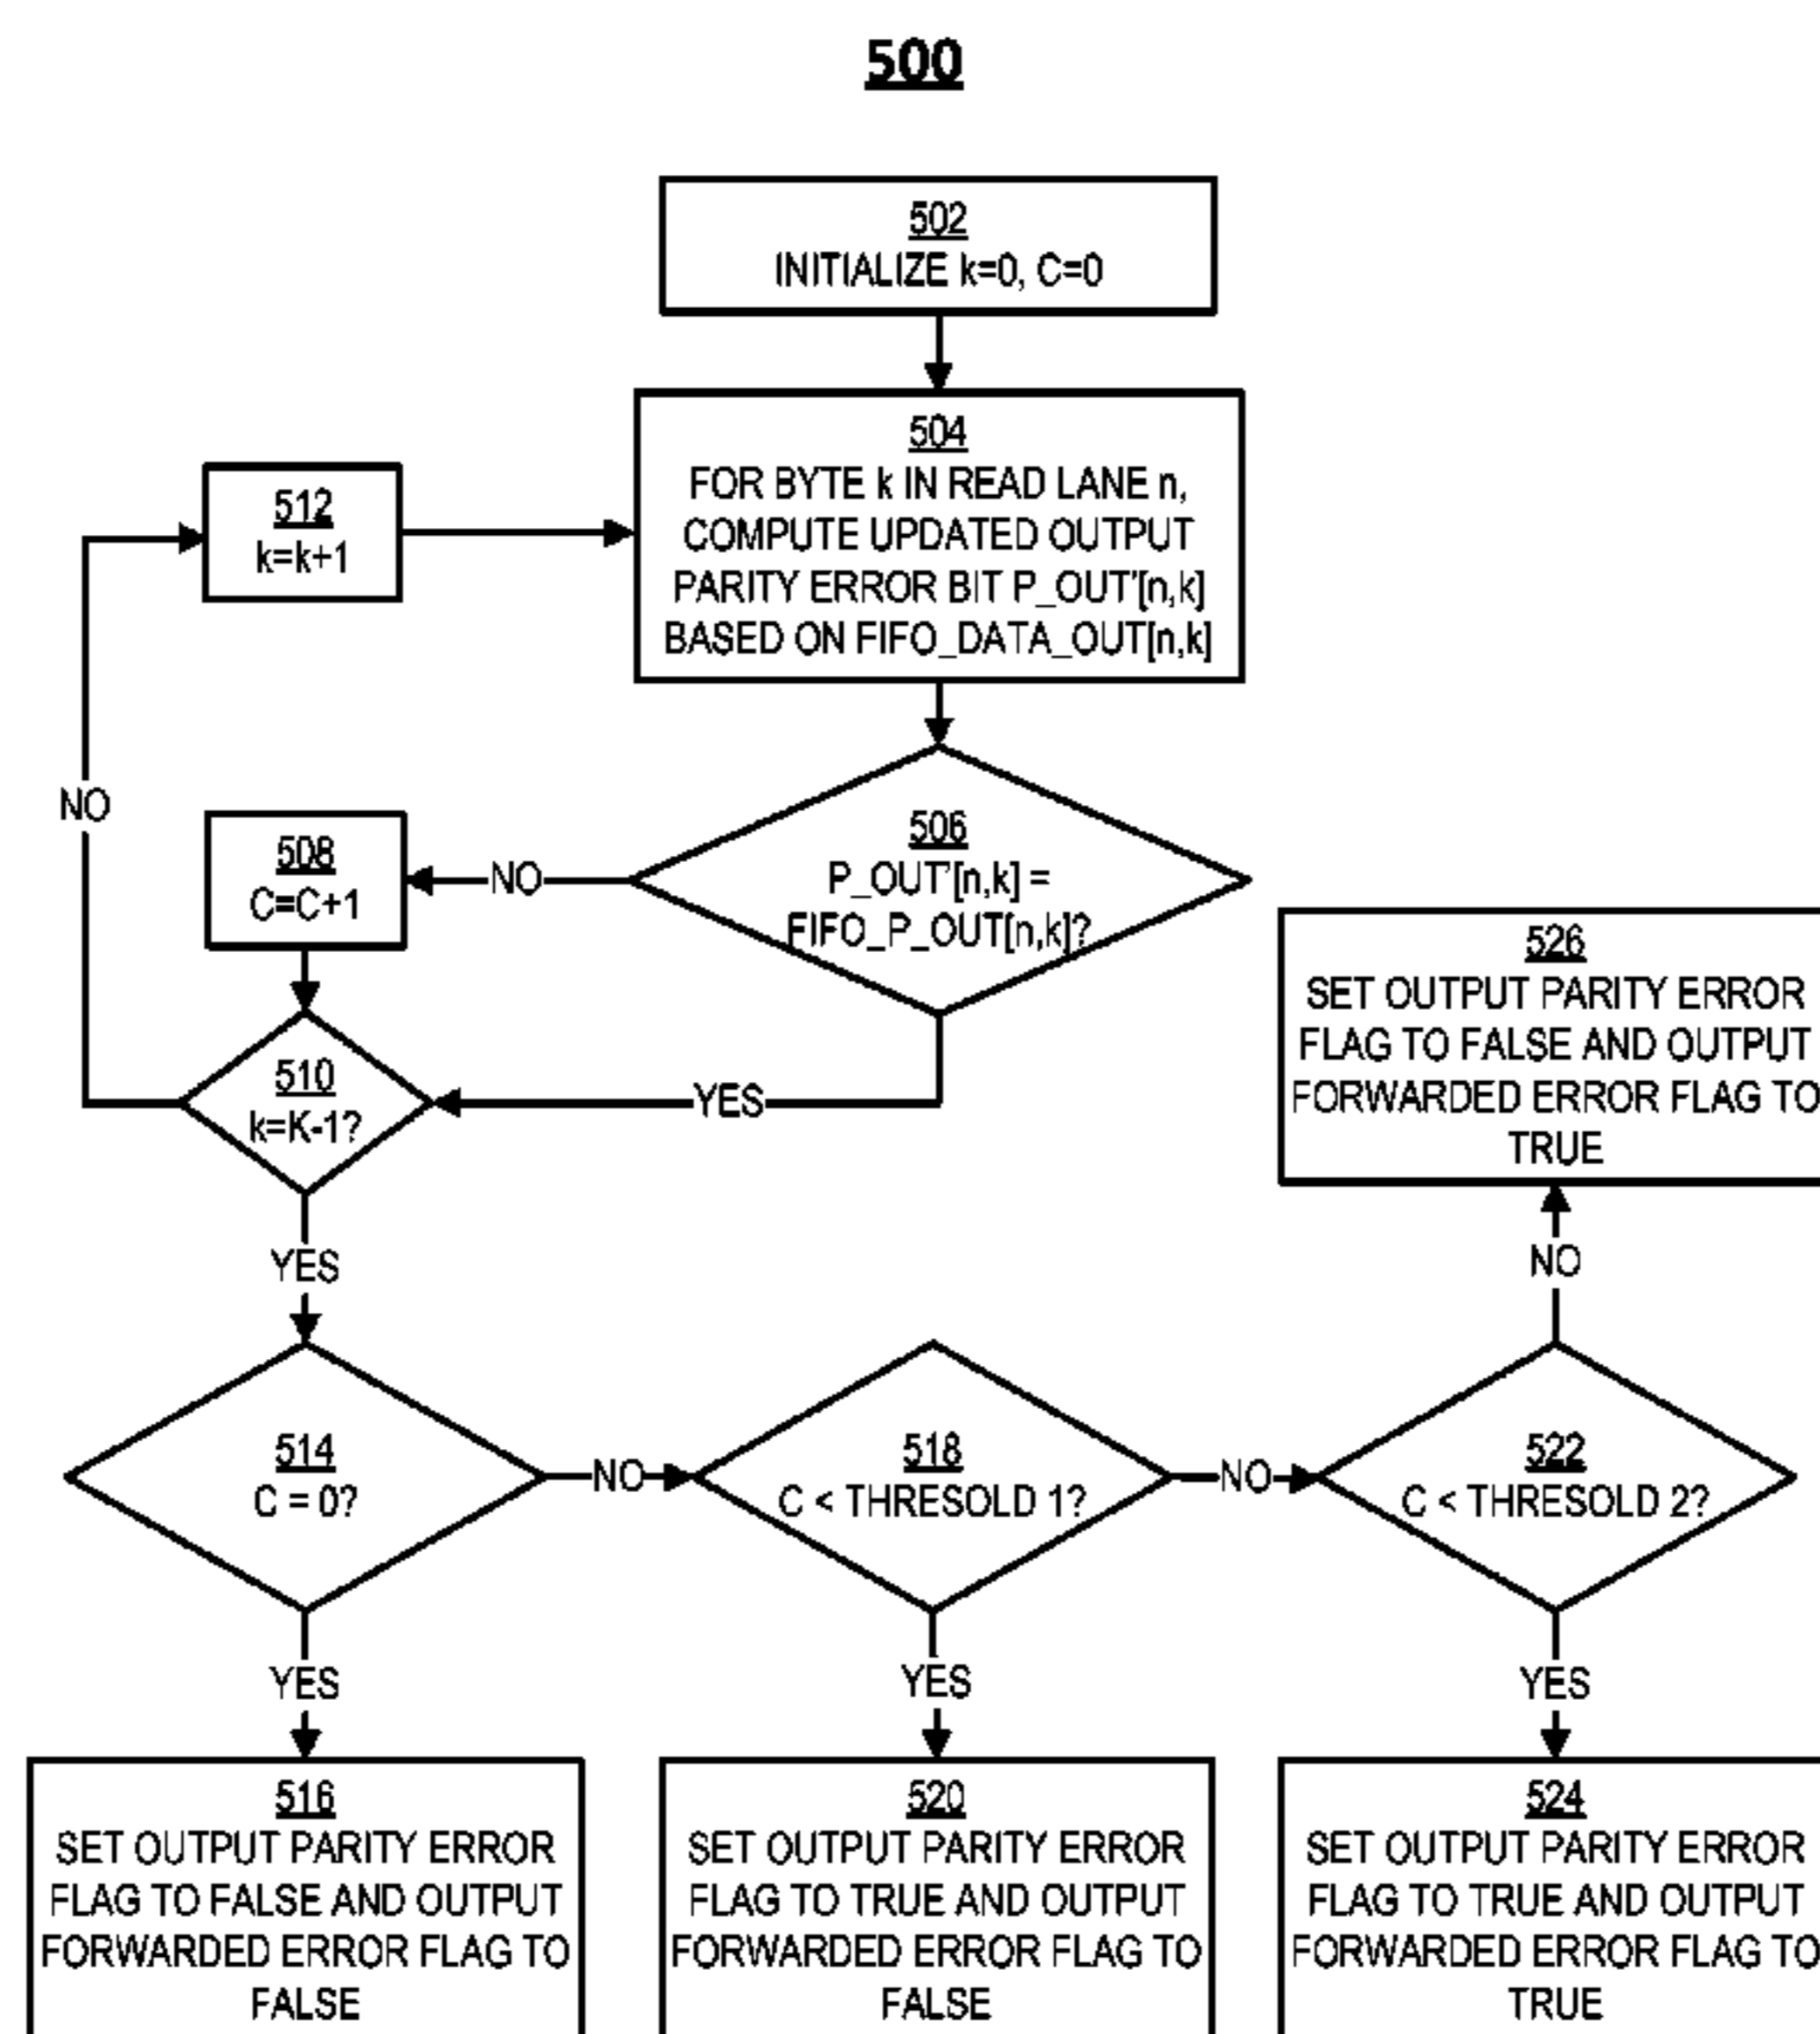 500
502
INITIALIZE k=0, C=0
504
FOR BYTE k IN READ LANE n,
COMPUTE UPDATED OUTPUT
PARITY ERROR BIT P_OUT'[n,k]
BASED ON FIFO_DATA_OUT[n,k]
512
k=k+1
NO
506
P_OUT'[n,k] =
FIFO_P_OUT[n,k]?
NO
508
C=C+1
YES
510
k=K-1?
YES
526
SET OUTPUT PARITY ERROR
FLAG TO FALSE AND OUTPUT
FORWARDED ERROR FLAG TO
TRUE
NO
514
C = 0?
NO
518
C < THRESOLD 1?
NO
522
C < THRESOLD 2?
YES
YES
YES
516
SET OUTPUT PARITY ERROR
FLAG TO FALSE AND OUTPUT
FORWARDED ERROR FLAG TO
FALSE
520
SET OUTPUT PARITY ERROR
FLAG TO TRUE AND OUTPUT
FORWARDED ERROR FLAG TO
FALSE
524
SET OUTPUT PARITY ERROR
FLAG TO TRUE AND OUTPUT
FORWARDED ERROR FLAG TO
TRUE